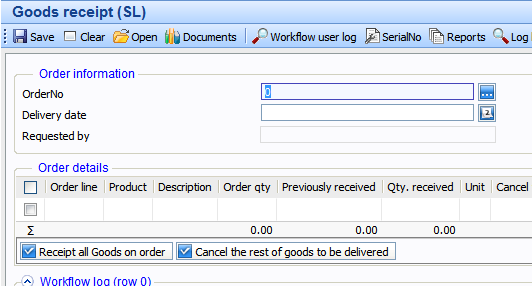 Goods receipt (SL)
Save Clear Open Documents Workflow user log SerialNo Reports Log
Order information
OrderNo 0 ...
Delivery date 2
Requested by
Order details
Order line Product Description Order qty Previously received Qty. received Unit Cancel
Σ 0.00 0.00 0.00
Receipt all Goods on order Cancel the rest of goods to be delivered
Workflow log (row 0)